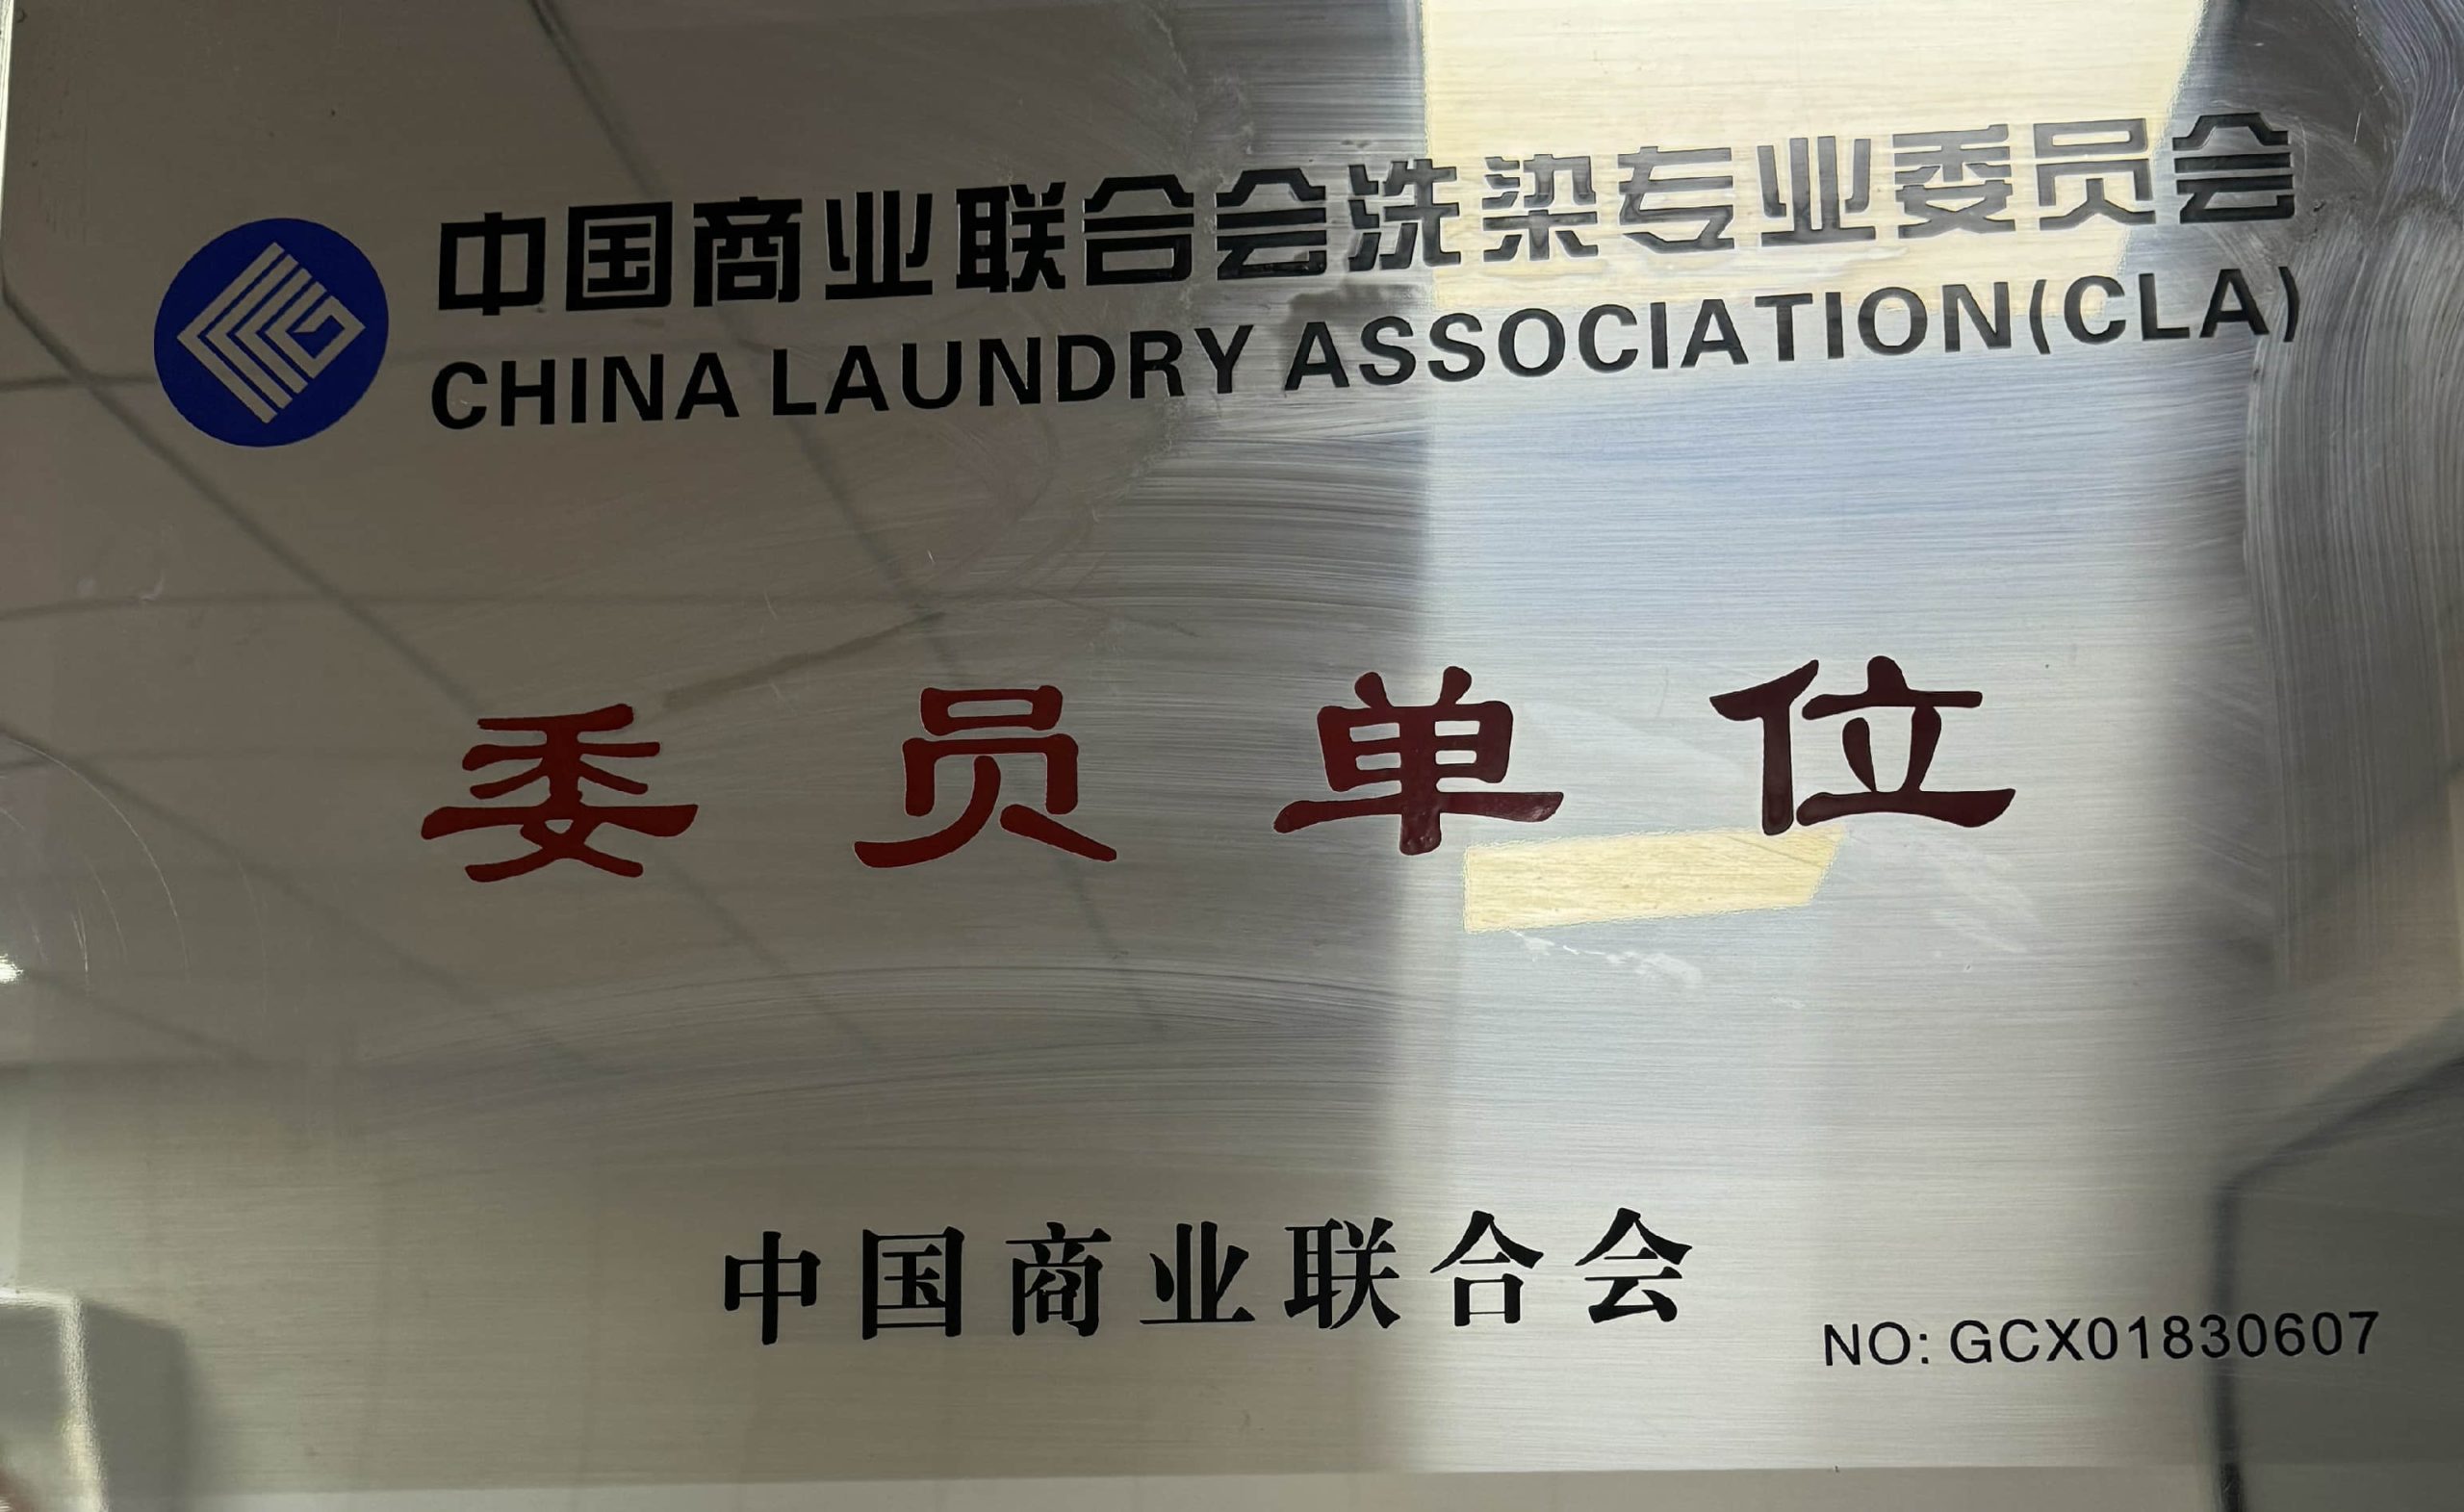 中国商业联合会洗染专业委员会
CHINA LAUNDRY ASSOCIATION(CLA)
委员单位
中国商业联合会
NO: GCX01830607